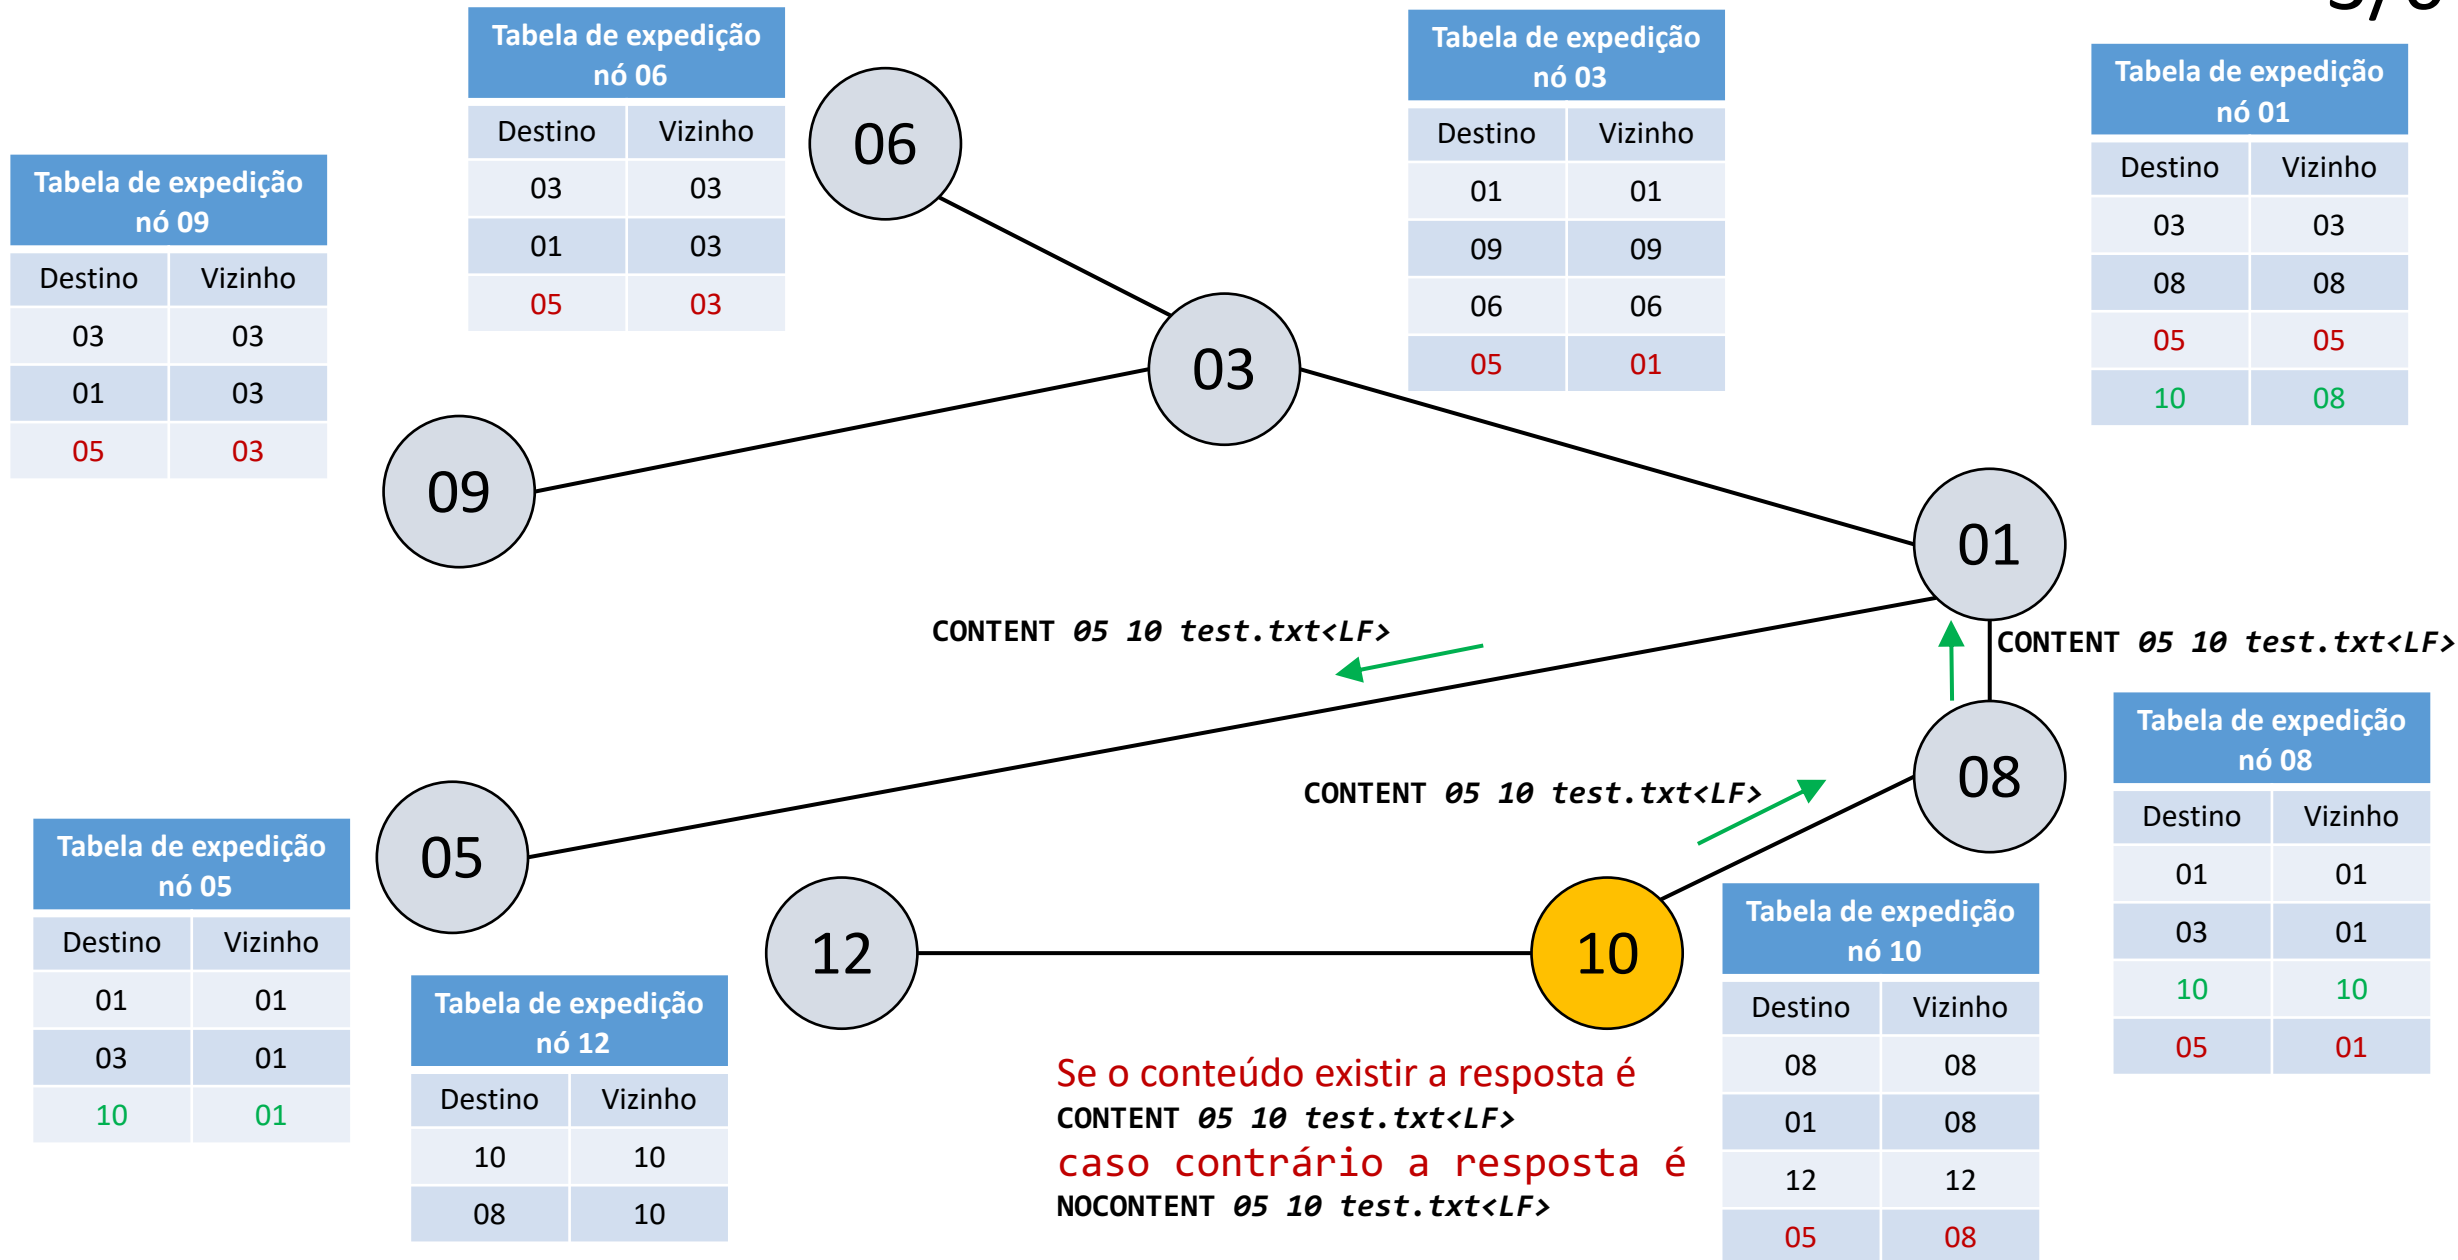 Tabela de expedição
nó 06
Destino Vizinho
03 03
01 03
05 03
Tabela de expedição
nó 03
Destino Vizinho
01 01
09 09
06 06
05 01
Tabela de expedição
nó 01
Destino Vizinho
03 03
08 08
05 05
10 08
Tabela de expedição
nó 09
Destino Vizinho
03 03
01 03
05 03
06
03
09
01
CONTENT 05 10 test.txt<LF>
CONTENT 05 10 test.txt<LF>
CONTENT 05 10 test.txt<LF>
08
05
12
10
Tabela de expedição
nó 08
Destino Vizinho
01 01
03 01
10 10
05 01
Tabela de expedição
nó 05
Destino Vizinho
01 01
03 01
10 01
Tabela de expedição
nó 12
Destino Vizinho
10 10
08 10
Se o conteúdo existir a resposta é
CONTENT 05 10 test.txt<LF>
caso contrário a resposta é
NOCONTENT 05 10 test.txt<LF>
Tabela de expedição
nó 10
Destino Vizinho
08 08
01 08
12 12
05 08